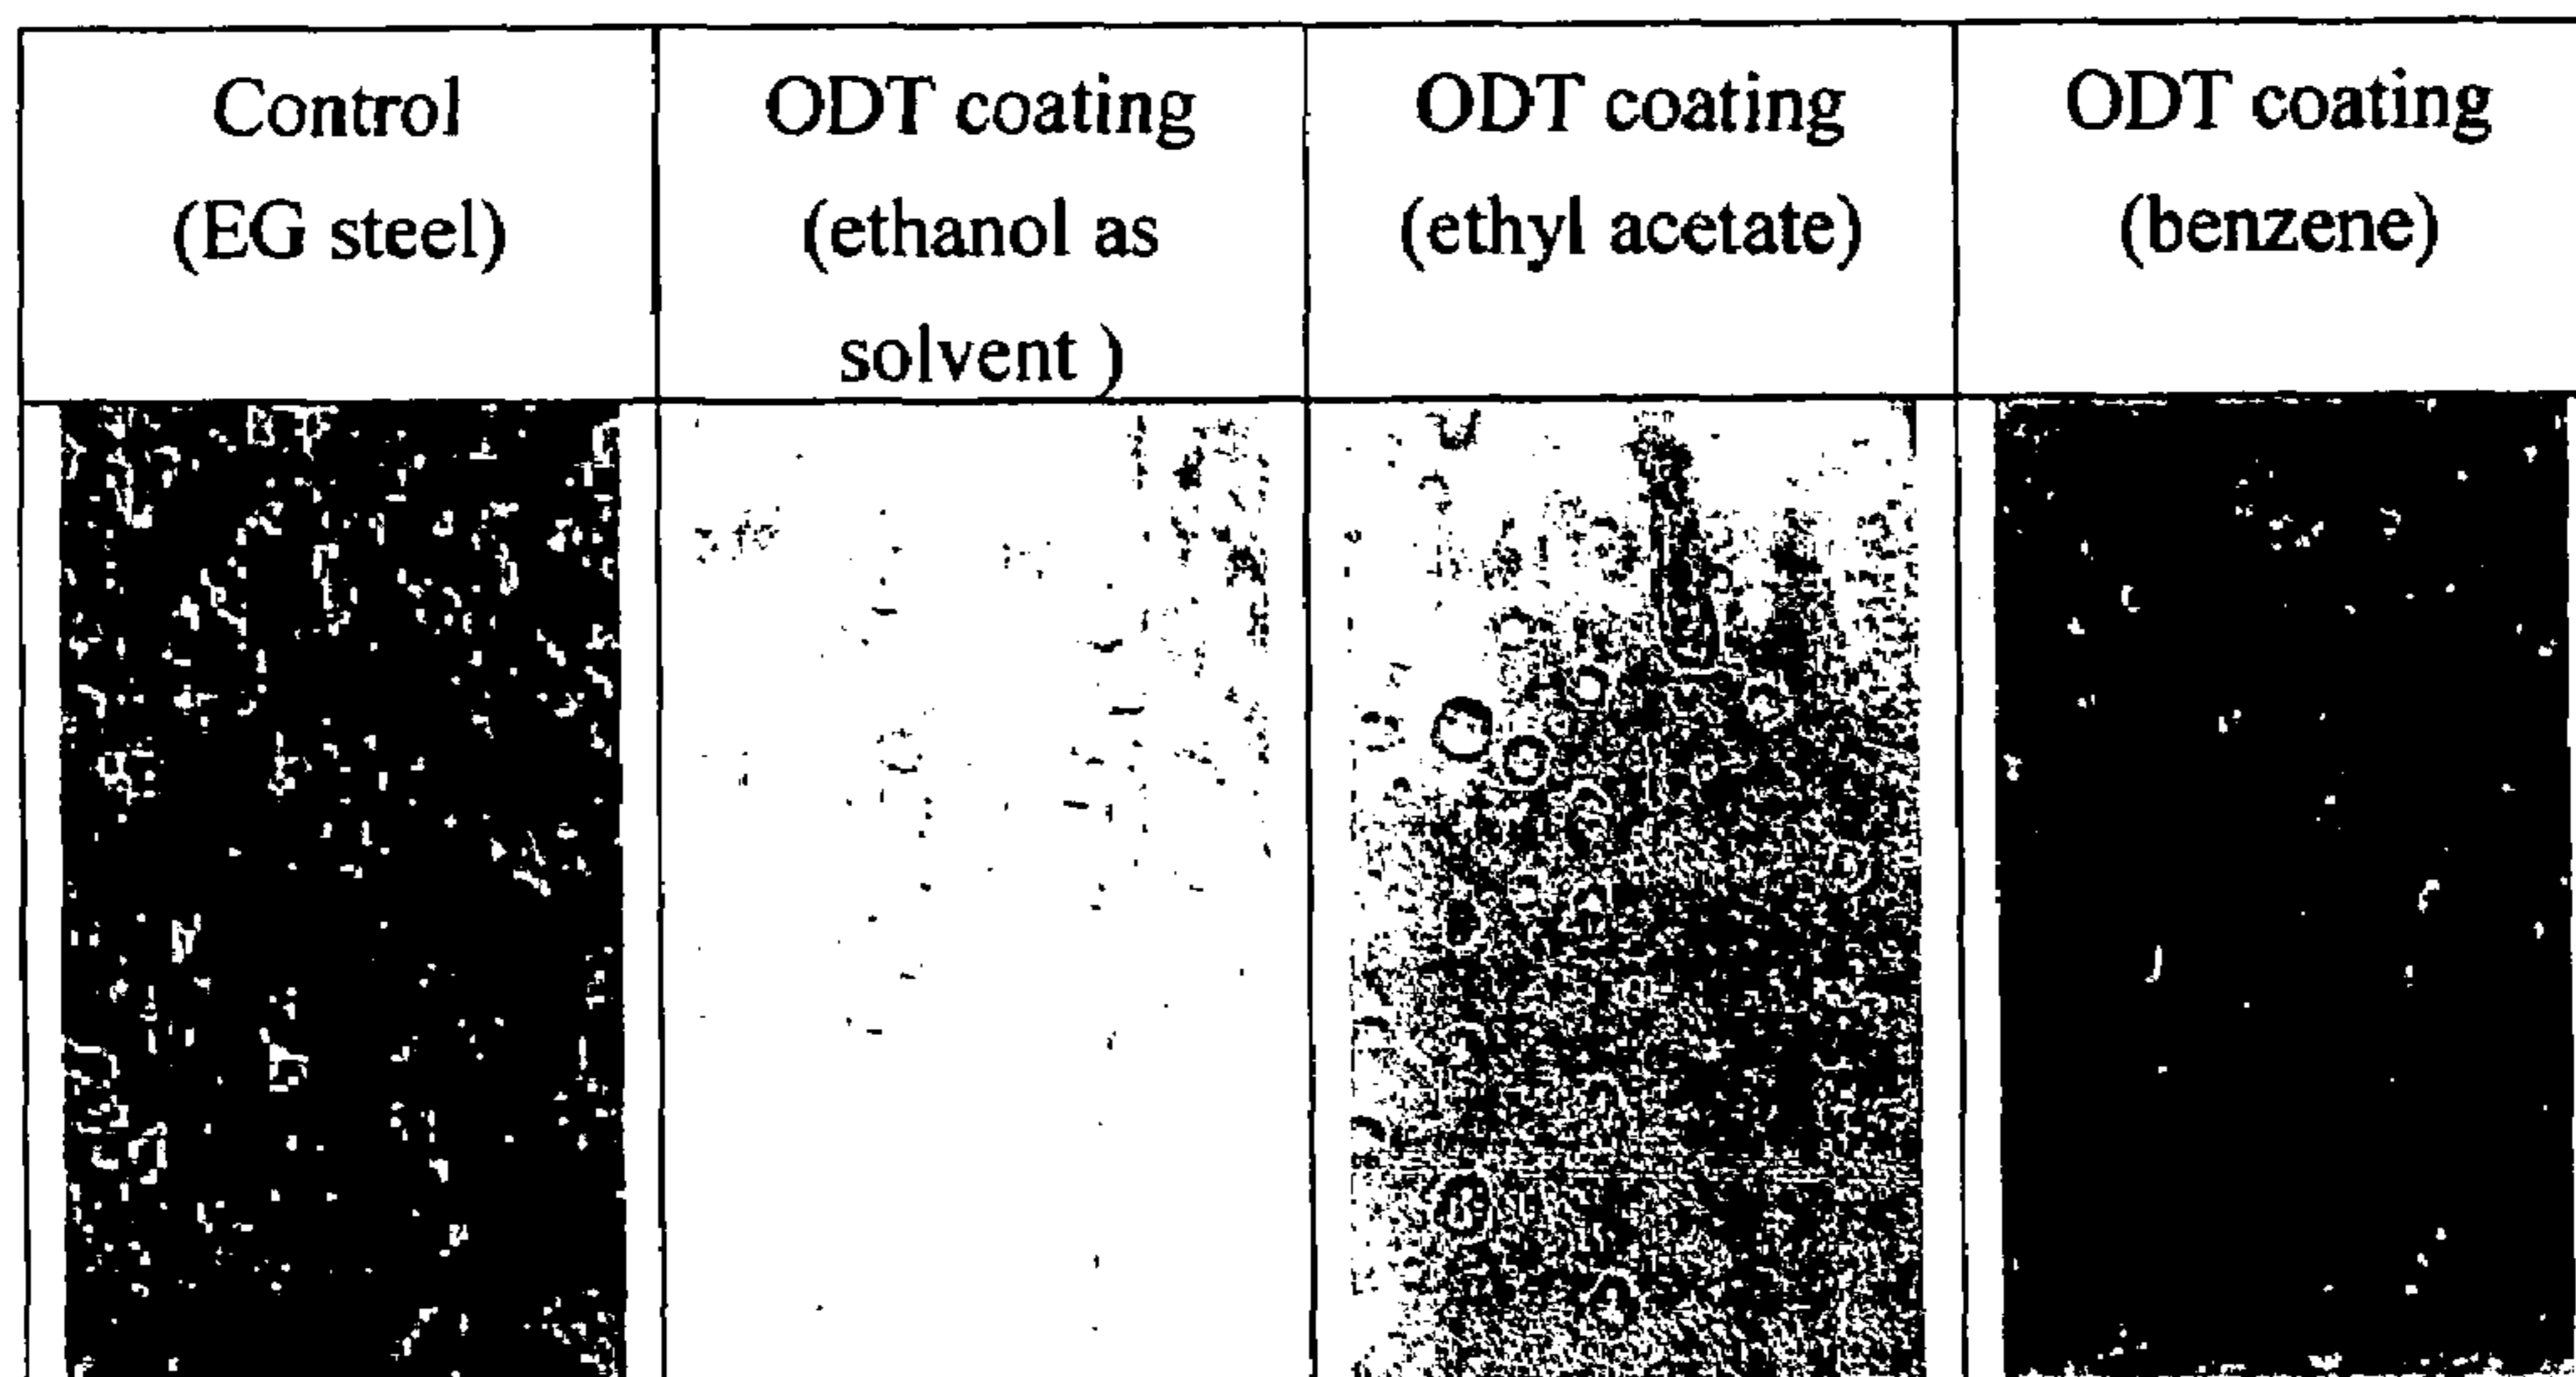 Control
(EG steel)
ODT coating
(ethanol as
solvent )
ODT coating
(ethyl acetate)
ODT coating
(benzene)